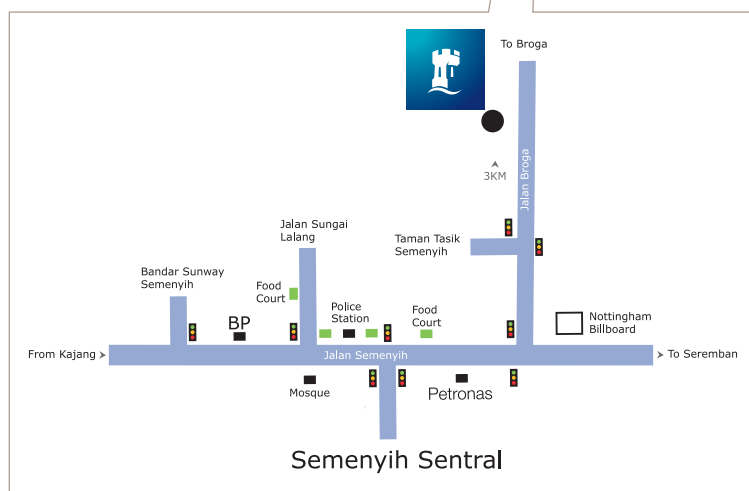 To Broga
Jalan Broga
3KM
Jalan Sungai
Lalang
Taman Tasik
Semenyih
Bandar Sunway
Semenyih
Food
Court
Police
Station
Food
Court
BP
Nottingham
Billboard
From Kajang
Jalan Semenyih
To Seremban
Mosque
Petronas
Semenyih Sentral